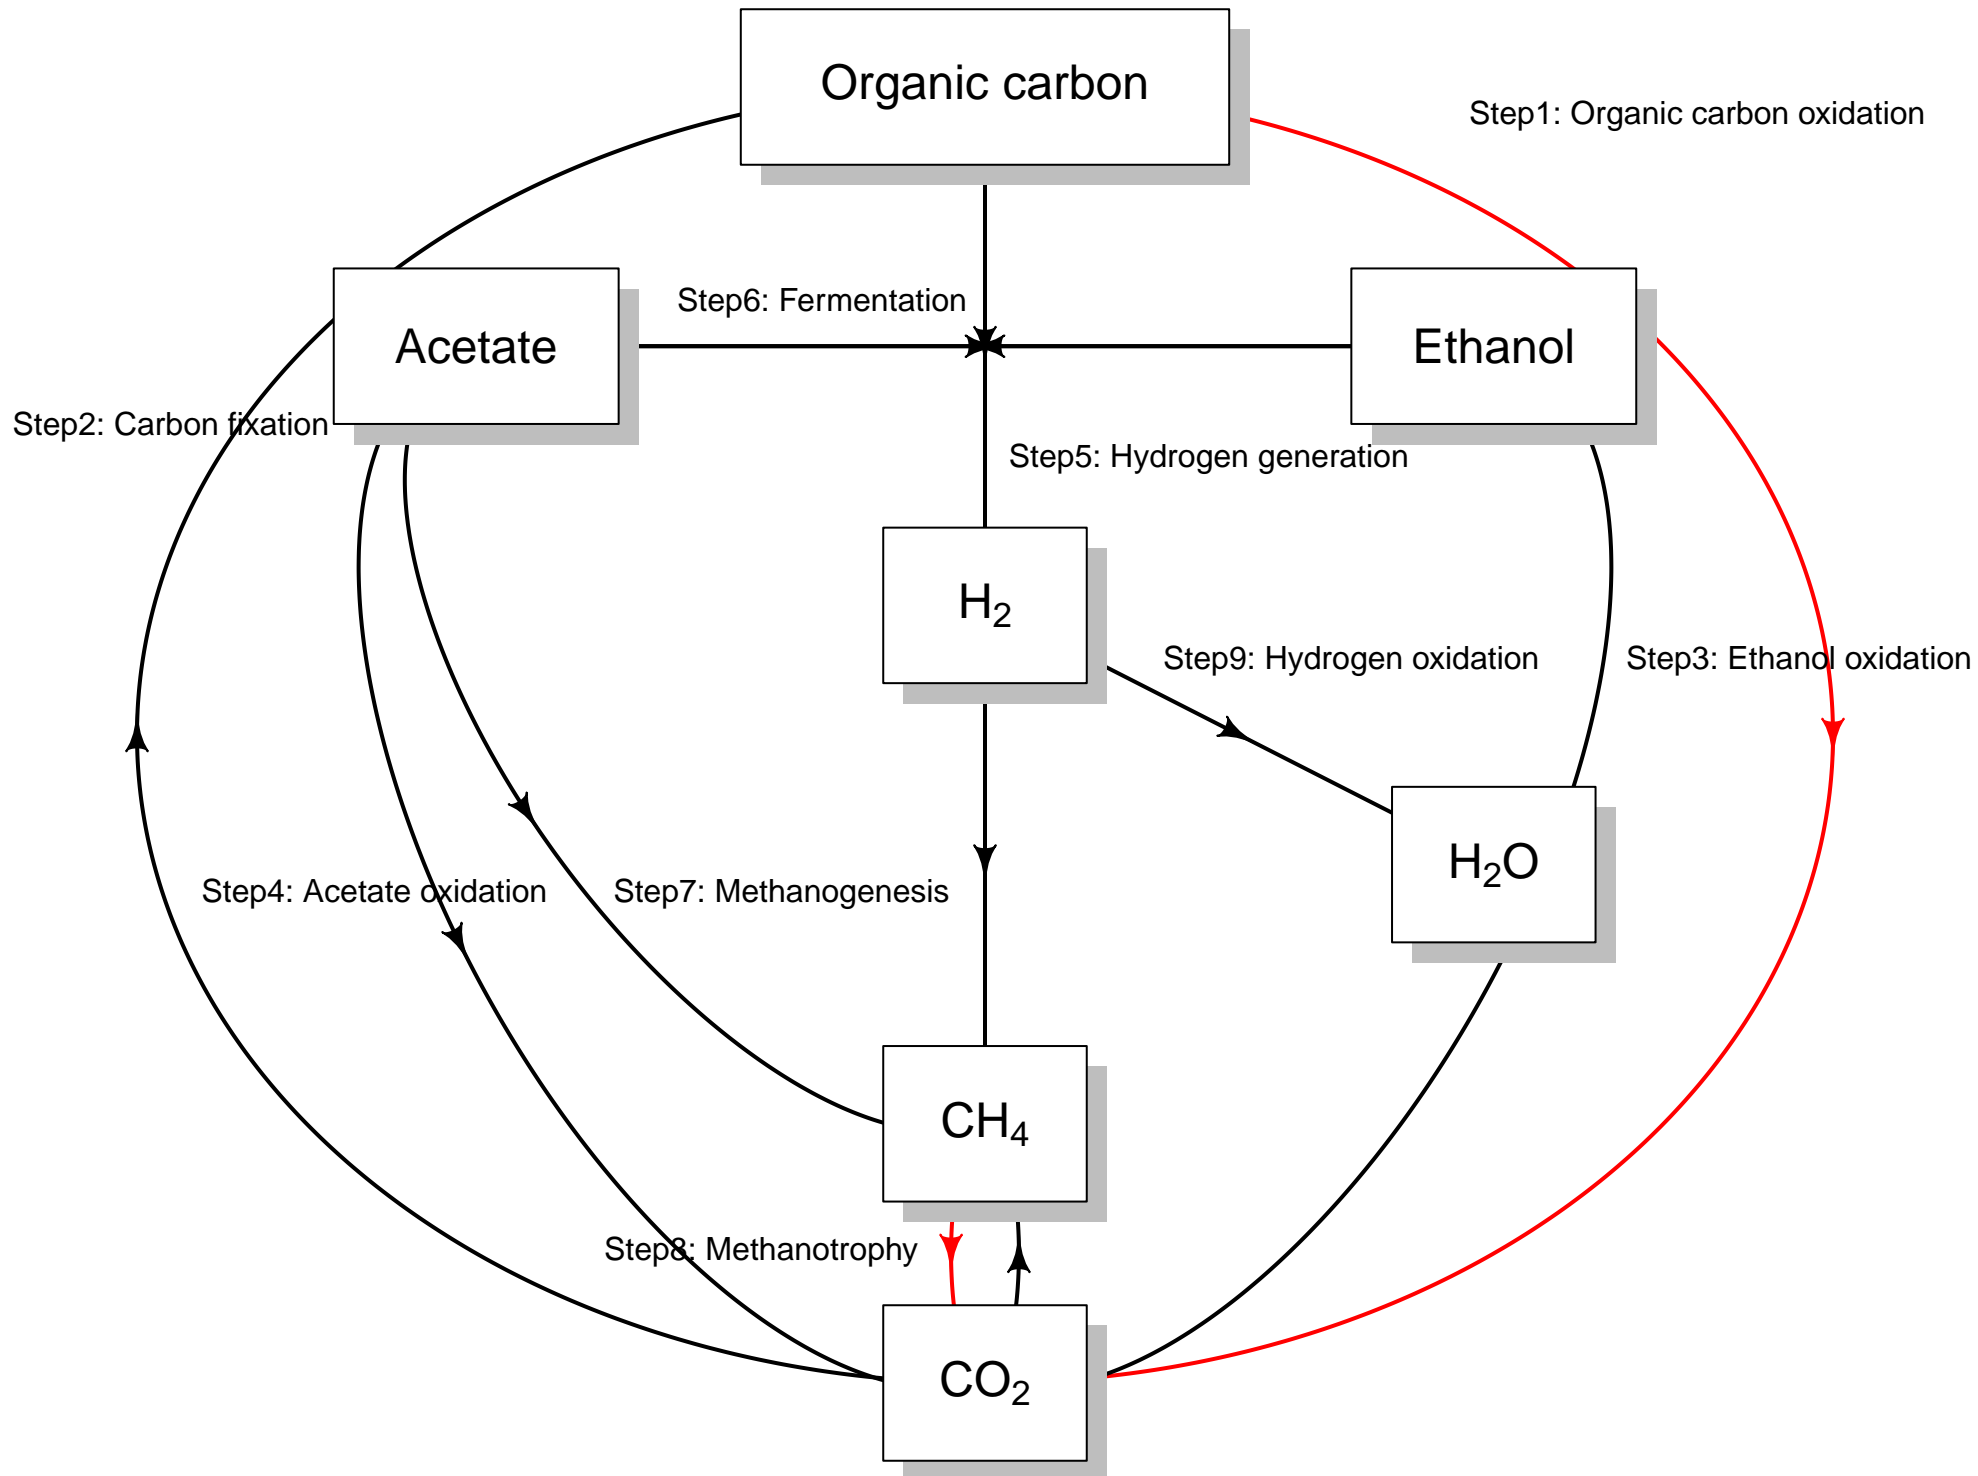 Organic carbon
Step1: Organic carbon oxidation
Step6: Fermentation
Acetate
Ethanol
Step2: Carbon fixation
Step5: Hydrogen generation
H₂
Step9: Hydrogen oxidation
Step3: Ethanol oxidation
H₂O
Step4: Acetate oxidation
Step7: Methanogenesis
CH₄
Step8: Methanotrophy
CO₂